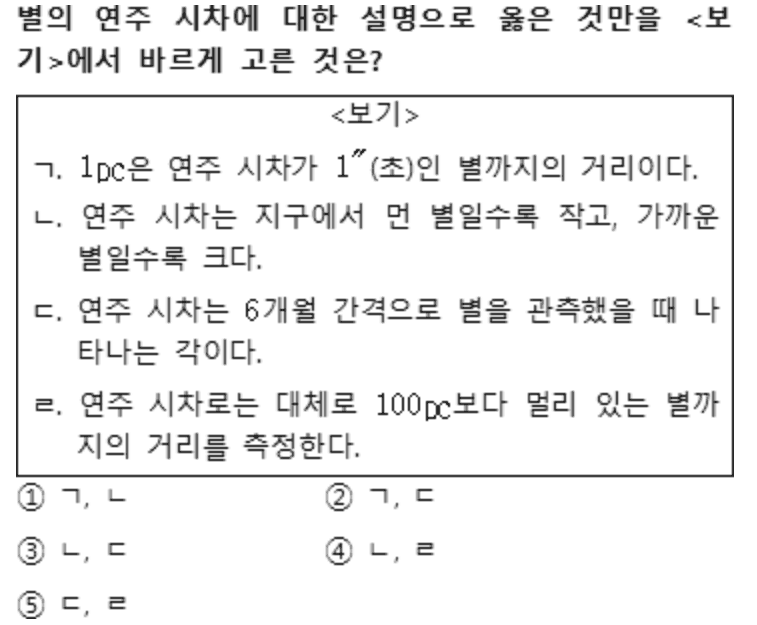 별의 연주 시차에 대한 설명으로 옳은 것만을 <보
기>에서 바르게 고른 것은?
<보기>
ㄱ. 1pc은 연주 시차가 1″(초)인 별까지의 거리이다.
ㄴ. 연주 시차는 지구에서 먼 별일수록 작고, 가까운
별일수록 크다.
ㄷ. 연주 시차는 6개월 간격으로 별을 관측했을 때 나
타나는 각이다.
ㄹ. 연주 시차로는 대체로 100pc보다 멀리 있는 별까
지의 거리를 측정한다.
① ㄱ, ㄴ ② ㄱ, ㄷ
③ ㄴ, ㄷ ④ ㄴ, ㄹ
⑤ ㄷ, ㄹ